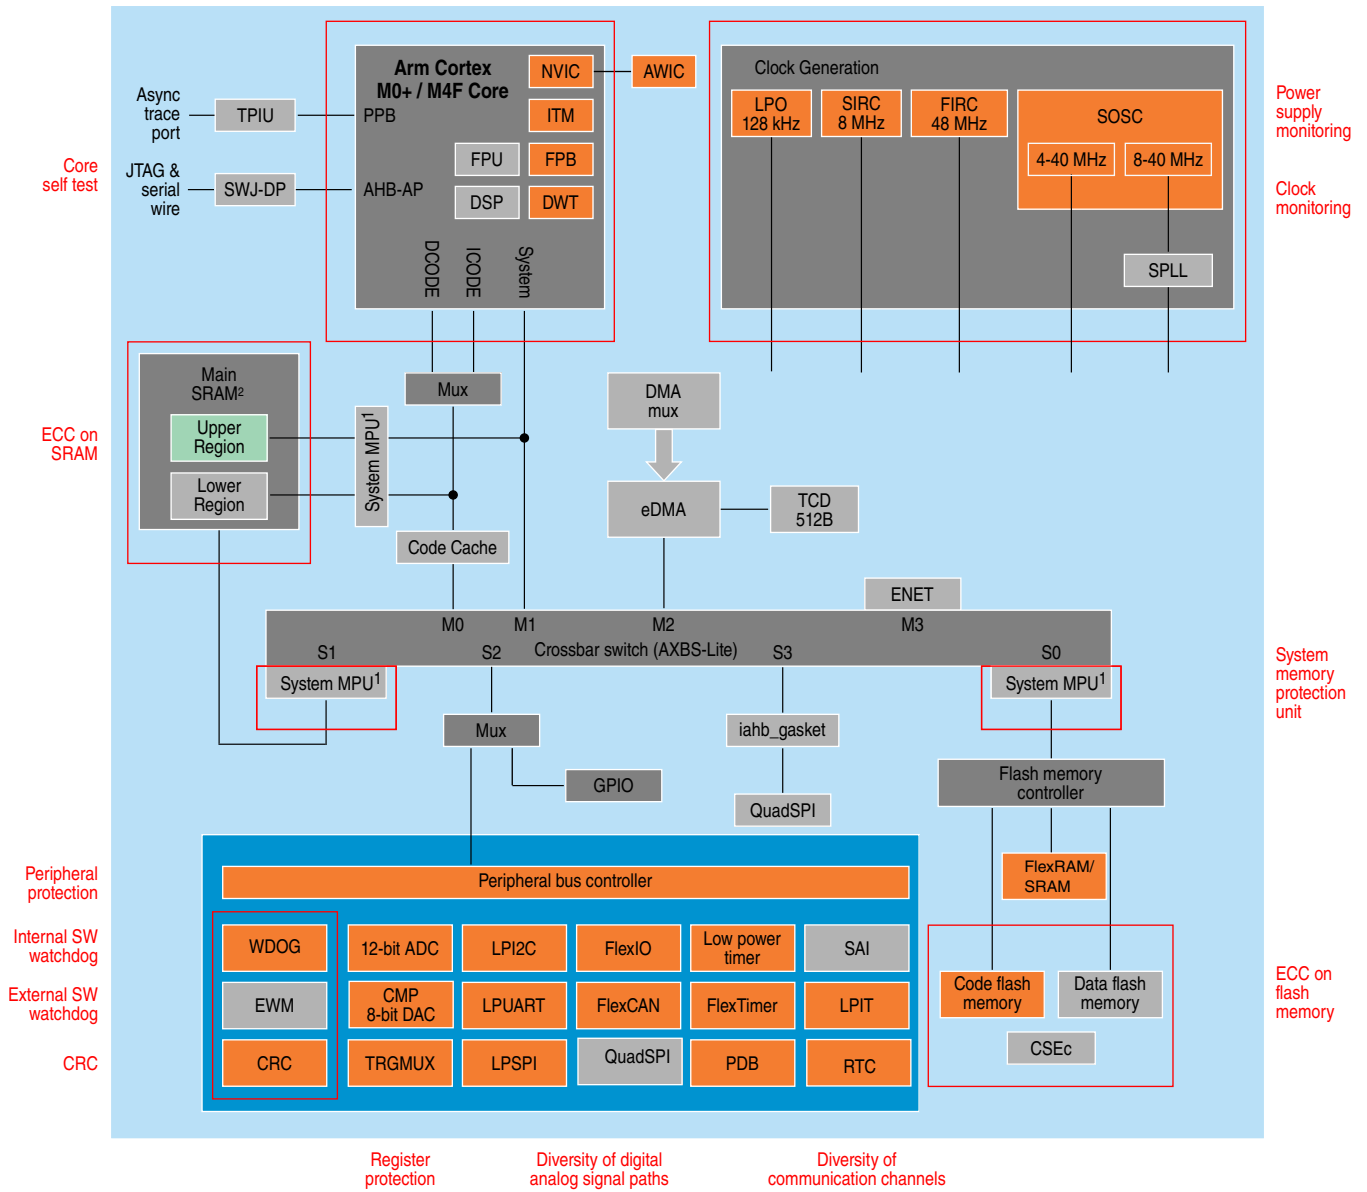 Arm Cortex
M0+ / M4F Core
NVIC
AWIC
ITM
PPB
FPU
FPB
AHB-AP
DSP
DWT
DCODE
ICODE
System
Async
trace
port
TPIU
JTAG &
serial
wire
SWJ-DP
Core
self test
Clock Generation
LPO
128 kHz
SIRC
8 MHz
FIRC
48 MHz
SOSC
4-40 MHz
8-40 MHz
SPLL
Power
supply
monitoring
Clock
monitoring
Main
SRAM²
Upper
Region
Lower
Region
ECC on
SRAM
Mux
System MPU¹
Code Cache
DMA
mux
eDMA
TCD
512B
ENET
M0
M1
M2
M3
Crossbar switch (AXBS-Lite)
S1
S2
S3
S0
System MPU¹
System MPU¹
System
memory
protection
unit
Mux
GPIO
iahb_gasket
QuadSPI
Flash memory
controller
FlexRAM/
SRAM
Code flash
memory
Data flash
memory
CSEc
ECC on
flash
memory
Peripheral
protection
Peripheral bus controller
Internal SW
watchdog
WDOG
12-bit ADC
LPI2C
FlexIO
Low power
timer
SAI
External SW
watchdog
EWM
CMP
8-bit DAC
LPUART
FlexCAN
FlexTimer
LPIT
CRC
CRC
TRGMUX
LPSPI
QuadSPI
PDB
RTC
Register
protection
Diversity of digital
analog signal paths
Diversity of
communication channels